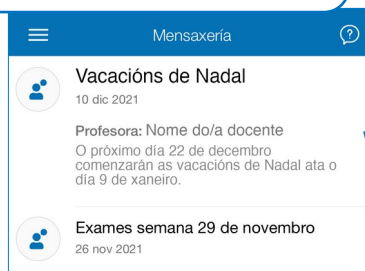 Mensaxería
?
Vacacións de Nadal
10 dic 2021
Profesora: Nome do/a docente
O próximo día 22 de decembro
comenzarán as vacacións de Nadal ata o
día 9 de xaneiro.
Exames semana 29 de novembro
26 nov 2021